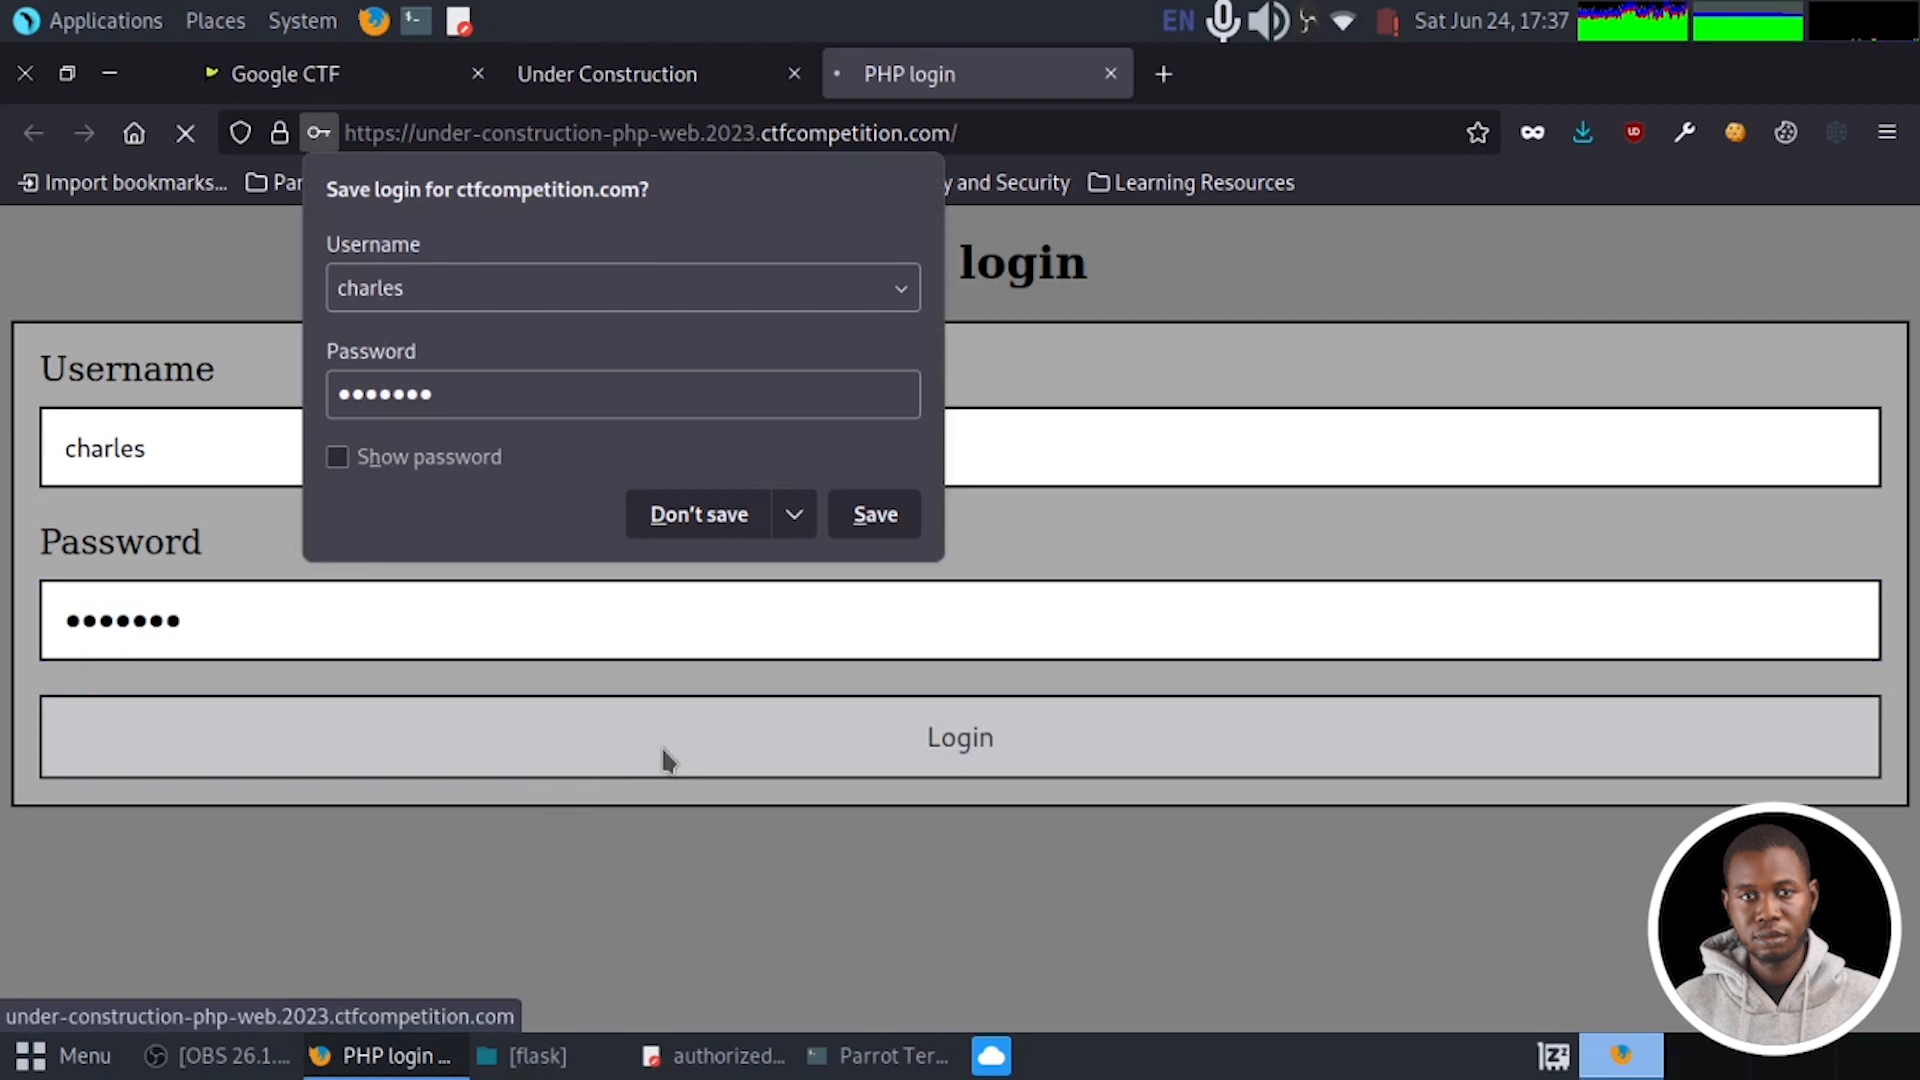 Applications Places System EN Sat Jun 24, 17:37
Google CTF Under Construction PHP login
https://under-construction-php-web.2023.ctfcompetition.com/
Import bookmarks... Par y and Security Learning Resources
Save login for ctfcompetition.com?
Username
charles
Password
•••••••
Show password
Don't save Save
login
Username
charles
Password
•••••••
Login
under-construction-php-web.2023.ctfcompetition.com
Menu [OBS 26.1.... PHP login ... [flask] authorized... Parrot Ter...